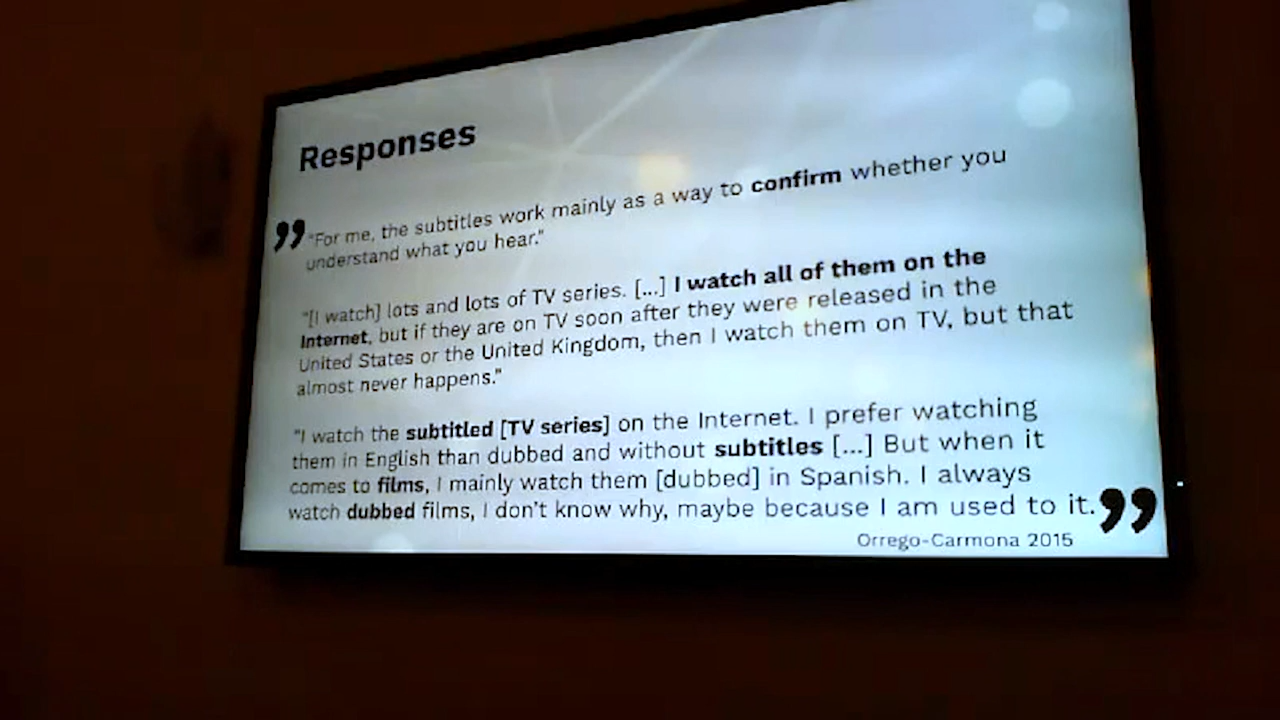 Responses
"For me, the subtitles work mainly as a way to confirm whether you
understand what you hear."
"[I watch] lots and lots of TV series. [...] I watch all of them on the
Internet, but if they are on TV soon after they were released in the
United States or the United Kingdom, then I watch them on TV, but that
almost never happens."
"I watch the subtitled [TV series] on the Internet. I prefer watching
them in English than dubbed and without subtitles [...] But when it
comes to films, I mainly watch them [dubbed] in Spanish. I always
watch dubbed films, I don't know why, maybe because I am used to it.
Orrego-Carmona 2015